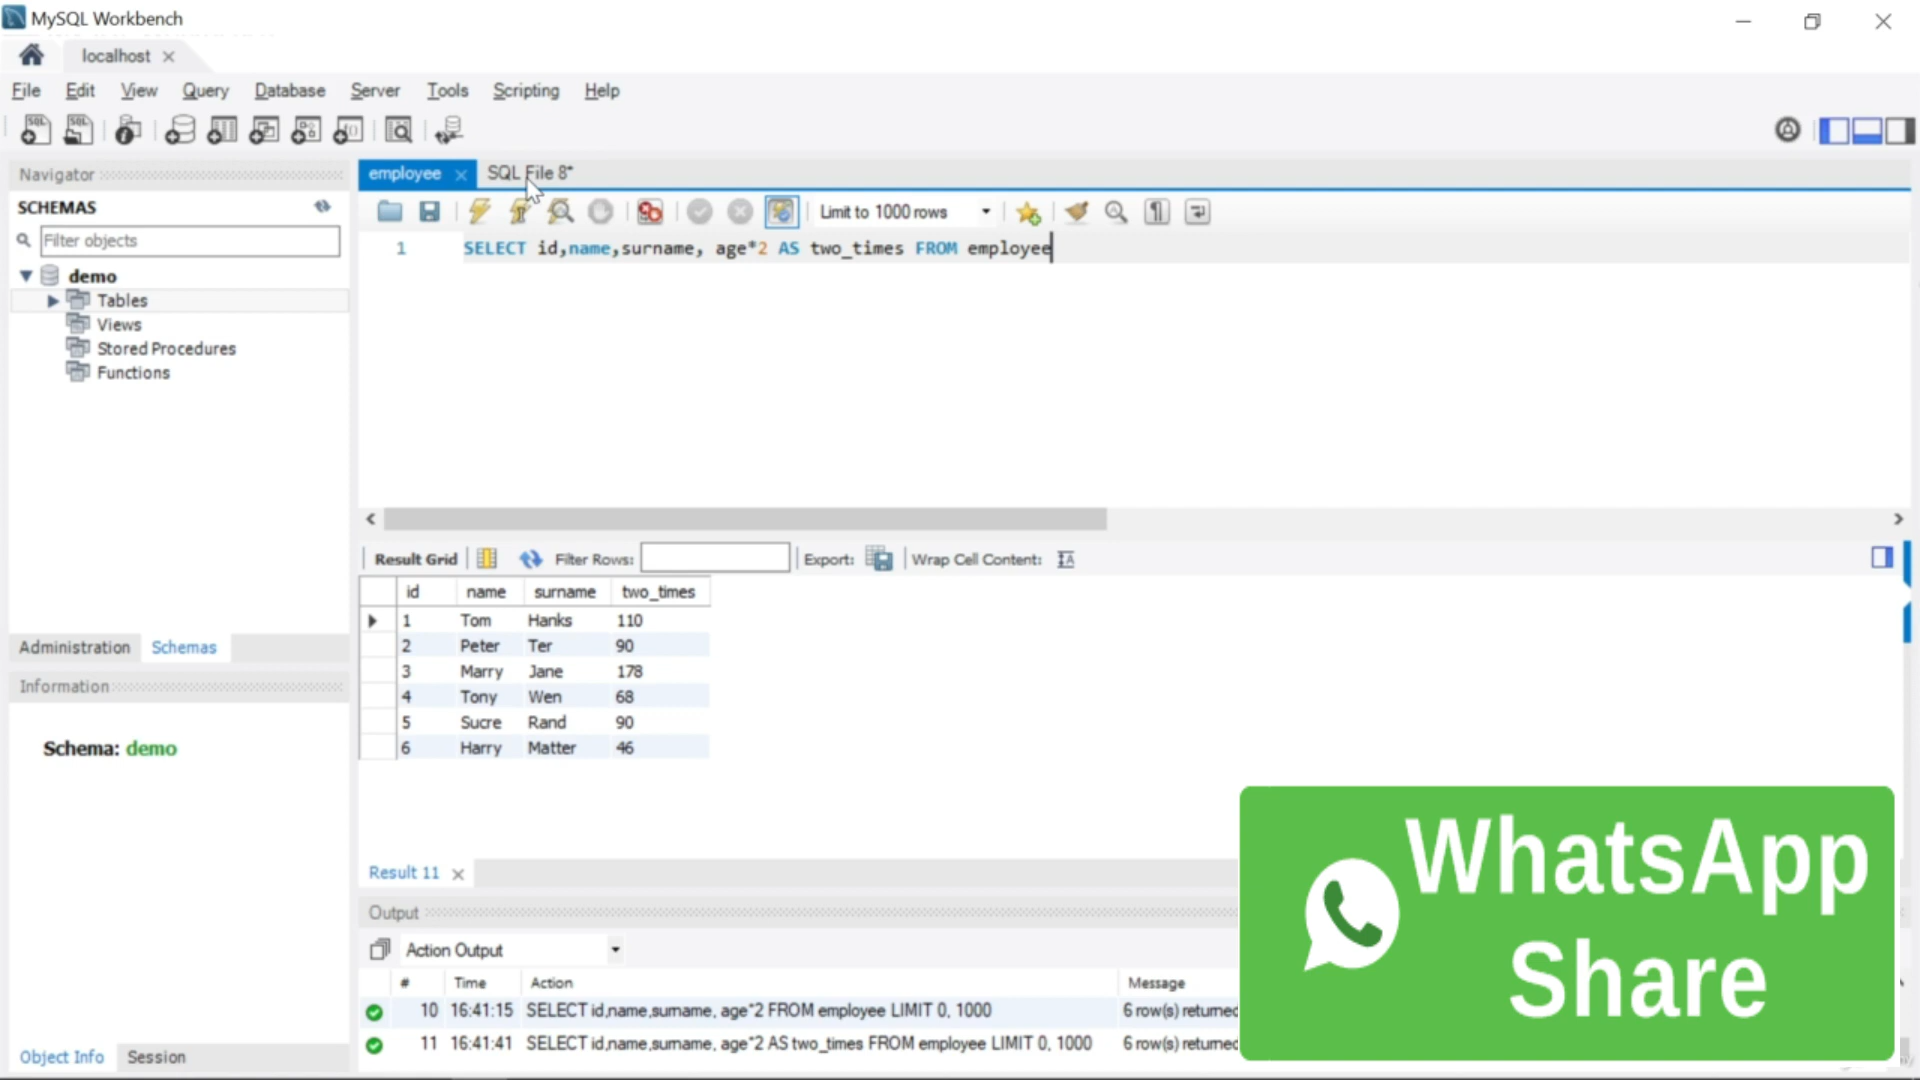 MySQL Workbench
localhost
File Edit View Query Database Server Tools Scripting Help
Navigator
SCHEMAS
Filter objects
demo
Tables
Views
Stored Procedures
Functions
Administration Schemas
Information
Schema: demo
Object Info Session
employee SQL File 8*
Limit to 1000 rows
1 SELECT id,name,surname, age*2 AS two_times FROM employee
Result Grid Filter Rows: Export: Wrap Cell Content:
id name surname two_times
1 Tom Hanks 110
2 Peter Ter 90
3 Marry Jane 178
4 Tony Wen 68
5 Sucre Rand 90
6 Harry Matter 46
Result 11
Output
Action Output
# Time Action Message
10 16:41:15 SELECT id,name,surname, age*2 FROM employee LIMIT 0, 1000 6 row(s) returned
11 16:41:41 SELECT id,name,surname, age*2 AS two_times FROM employee LIMIT 0, 1000 6 row(s) returned
WhatsApp
Share